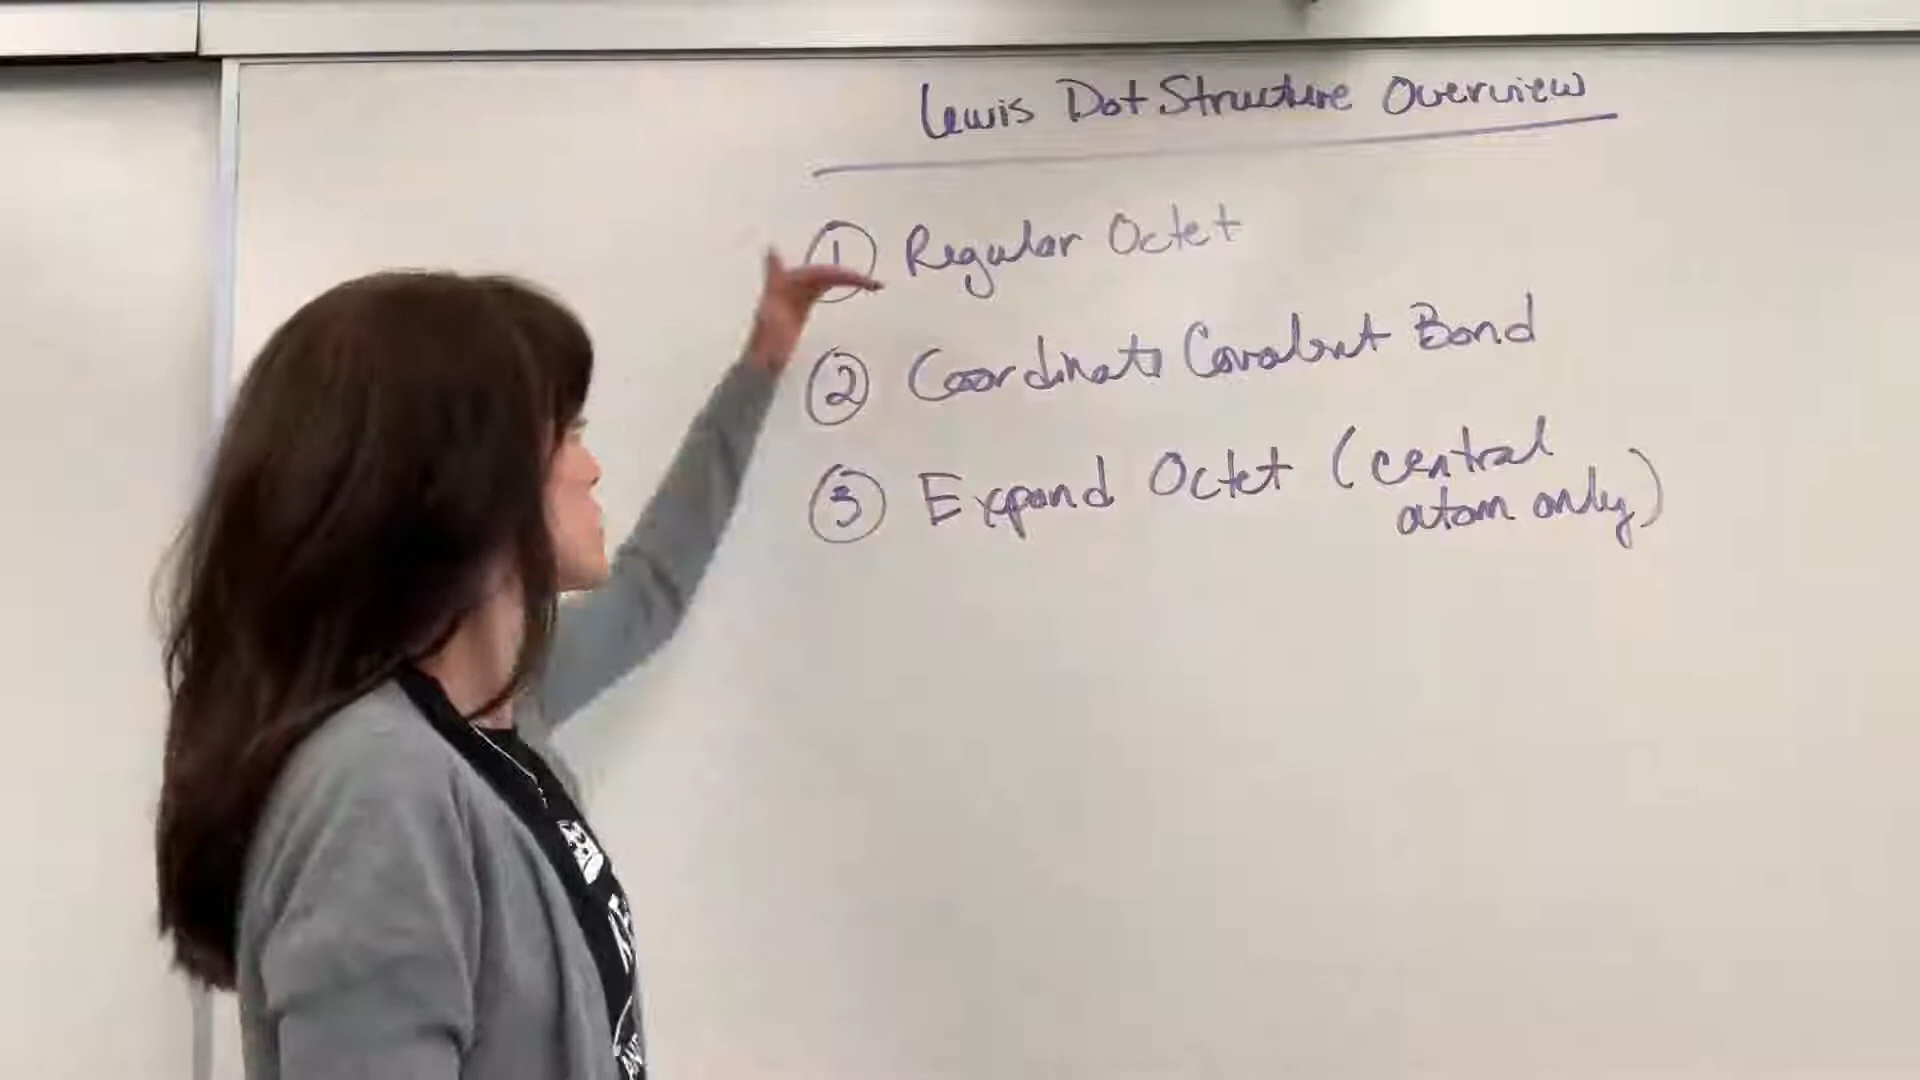 Lewis Dot Structure Overview
① Regular Octet
② Coordinate Covalent Bond
③ Expand Octet (central
atom only)